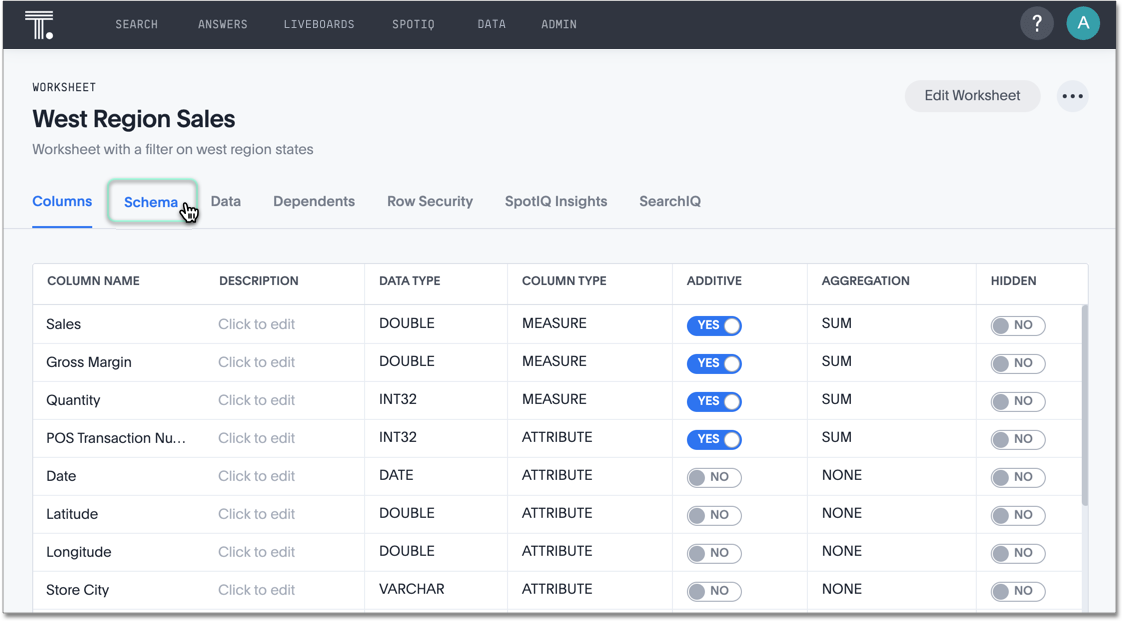 T. SEARCH ANSWERS LIVEBOARDS SPOTIQ DATA ADMIN ? A
WORKSHEET
West Region Sales
Edit Worksheet
Worksheet with a filter on west region states
Columns Schema Data Dependents Row Security SpotIQ Insights SearchIQ
COLUMN NAME DESCRIPTION DATA TYPE COLUMN TYPE ADDITIVE AGGREGATION HIDDEN
Sales Click to edit DOUBLE MEASURE YES SUM NO
Gross Margin Click to edit DOUBLE MEASURE YES SUM NO
Quantity Click to edit INT32 MEASURE YES SUM NO
POS Transaction Nu... Click to edit INT32 ATTRIBUTE YES SUM NO
Date Click to edit DATE ATTRIBUTE NO NONE NO
Latitude Click to edit DOUBLE ATTRIBUTE NO NONE NO
Longitude Click to edit DOUBLE ATTRIBUTE NO NONE NO
Store City Click to edit VARCHAR ATTRIBUTE NO NONE NO